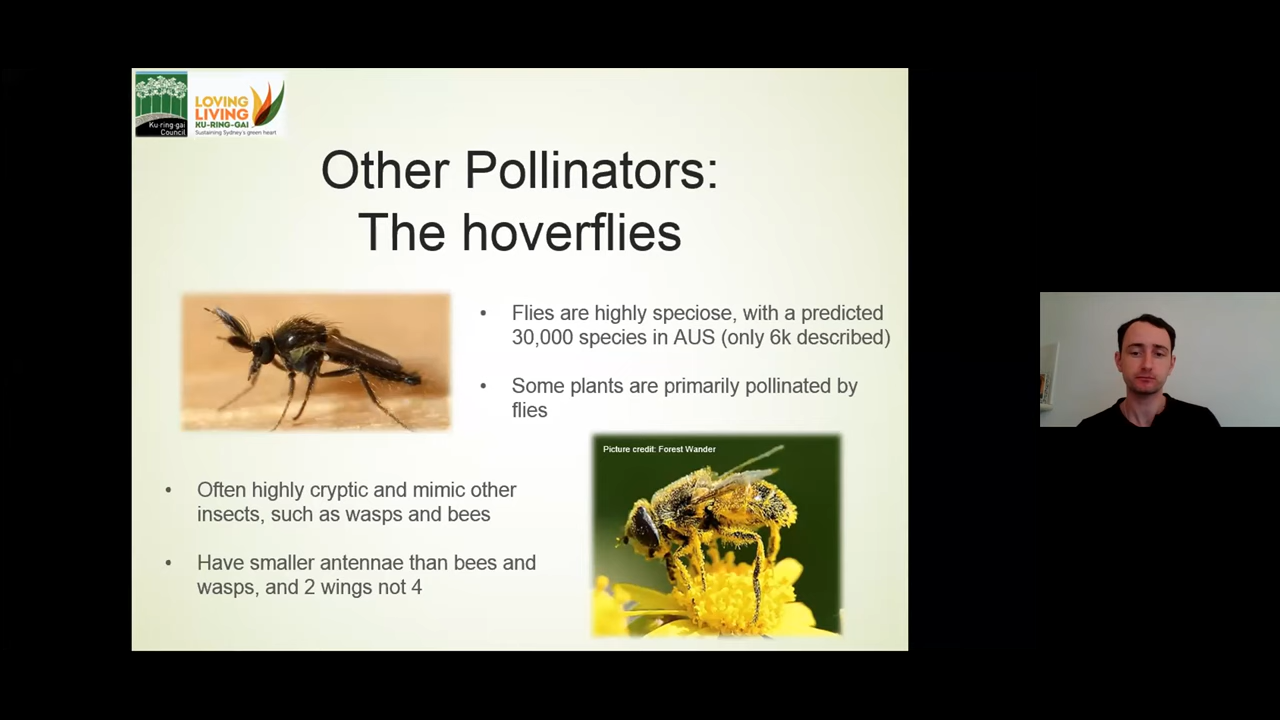 Ku·ring·gai
Council
LOVING
LIVING
KU-RING-GAI
Sustaining Sydney's green heart
Other Pollinators:
The hoverflies
• Flies are highly speciose, with a predicted
30,000 species in AUS (only 6k described)
• Some plants are primarily pollinated by
flies
Picture credit: Forest Wander
• Often highly cryptic and mimic other
insects, such as wasps and bees
• Have smaller antennae than bees and
wasps, and 2 wings not 4